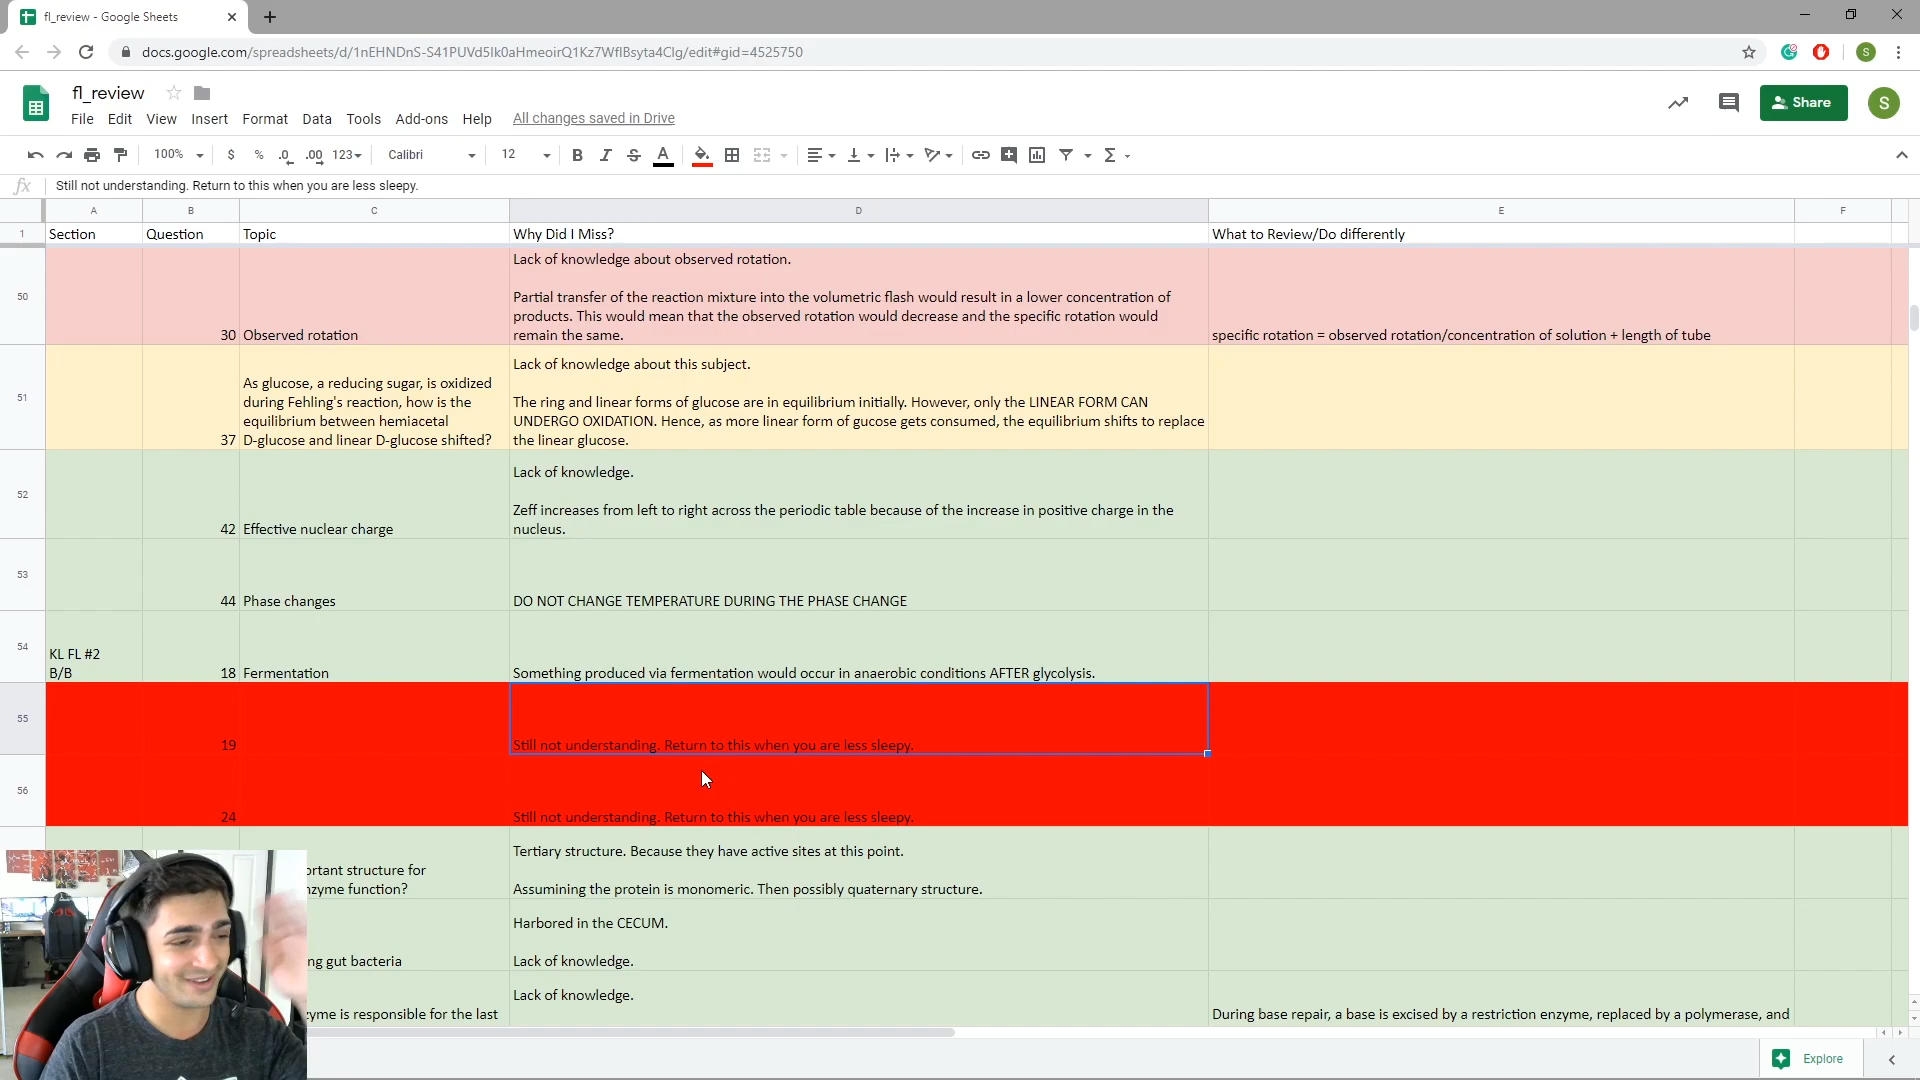 fl_review - Google Sheets
docs.google.com/spreadsheets/d/1nEHNDnS-S41PUVd5Ik0aHmeoirQ1Kz7WflBsyta4CIg/edit#gid=4525750
S
fl_review
File Edit View Insert Format Data Tools Add-ons Help All changes saved in Drive
Share
S
100% $ % .0 .00 123 Calibri 12 B I S A
fx Still not understanding. Return to this when you are less sleepy.
A B C D E F
1 Section Question Topic Why Did I Miss? What to Review/Do differently
Lack of knowledge about observed rotation.
50
Partial transfer of the reaction mixture into the volumetric flash would result in a lower concentration of
products. This would mean that the observed rotation would decrease and the specific rotation would
30 Observed rotation remain the same. specific rotation = observed rotation/concentration of solution + length of tube
Lack of knowledge about this subject.
As glucose, a reducing sugar, is oxidized
51
during Fehling's reaction, how is the The ring and linear forms of glucose are in equilibrium initially. However, only the LINEAR FORM CAN
equilibrium between hemiacetal UNDERGO OXIDATION. Hence, as more linear form of gucose gets consumed, the equilibrium shifts to replace
37 D-glucose and linear D-glucose shifted? the linear glucose.
Lack of knowledge.
52
Zeff increases from left to right across the periodic table because of the increase in positive charge in the
42 Effective nuclear charge nucleus.
53
44 Phase changes DO NOT CHANGE TEMPERATURE DURING THE PHASE CHANGE
54
KL FL #2
B/B 18 Fermentation Something produced via fermentation would occur in anaerobic conditions AFTER glycolysis.
55
19 Still not understanding. Return to this when you are less sleepy.
56
24 Still not understanding. Return to this when you are less sleepy.
Tertiary structure. Because they have active sites at this point.
ortant structure for
nzyme function? Assumining the protein is monomeric. Then possibly quaternary structure.
Harbored in the CECUM.
ng gut bacteria Lack of knowledge.
Lack of knowledge.
zyme is responsible for the last During base repair, a base is excised by a restriction enzyme, replaced by a polymerase, and
Explore